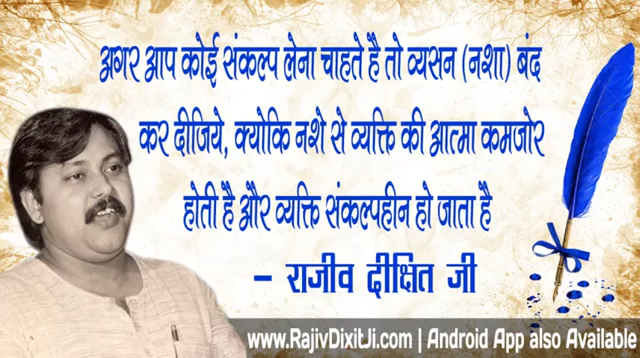 अगर आप कोई संकल्प लेना चाहते है तो व्यसन (नशा) बंद
कर दीजिये, क्योकि नशे से व्यक्ति की आत्मा कमजोर
होती है और व्यक्ति संकल्पहीन हो जाता है
– राजीव दीक्षित जी
www.RajivDixitJi.com | Android App also Available